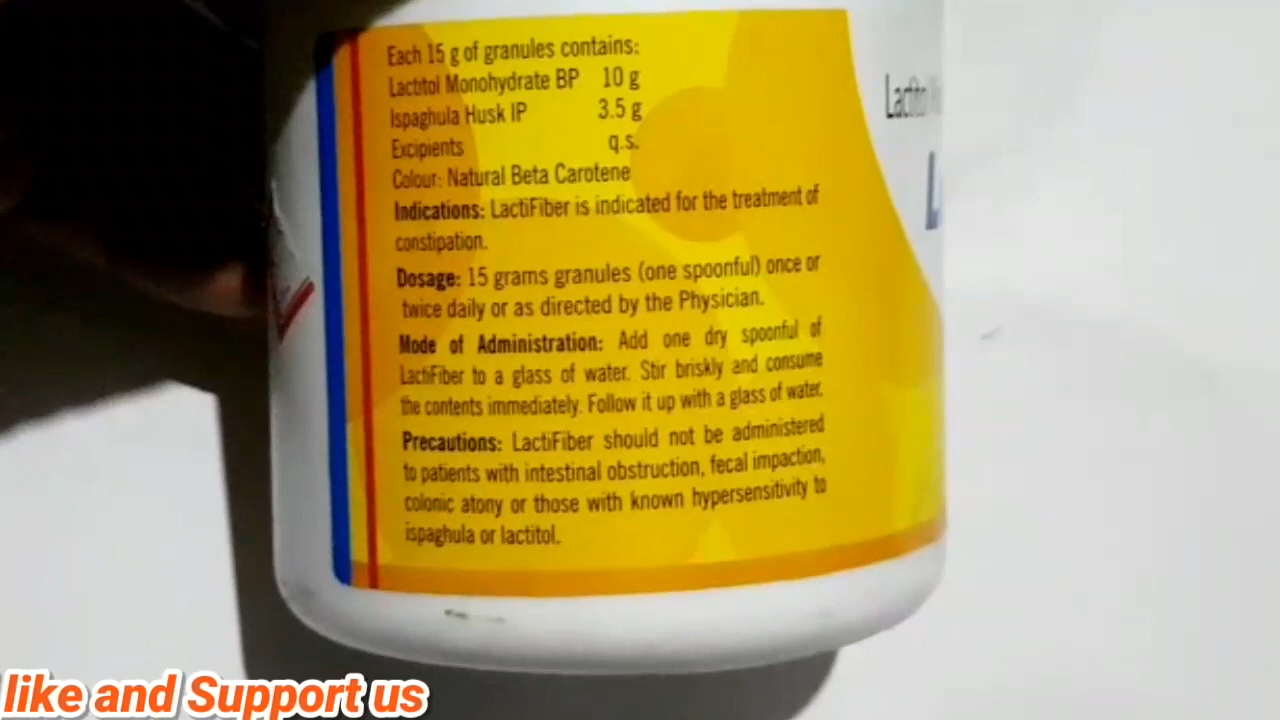 Each 15 g of granules contains:
Lactitol Monohydrate BP 10 g
Ispaghula Husk IP 3.5 g
Excipients q.s.
Colour: Natural Beta Carotene
Indications: LactiFiber is indicated for the treatment of
constipation.
Dosage: 15 grams granules (one spoonful) once or
twice daily or as directed by the Physician.
Mode of Administration: Add one dry spoonful of
LactiFiber to a glass of water. Stir briskly and consume
the contents immediately. Follow it up with a glass of water.
Precautions: LactiFiber should not be administered
to patients with intestinal obstruction, fecal impaction,
colonic atony or those with known hypersensitivity to
ispaghula or lactitol.
Lactitol
L
like and Support us